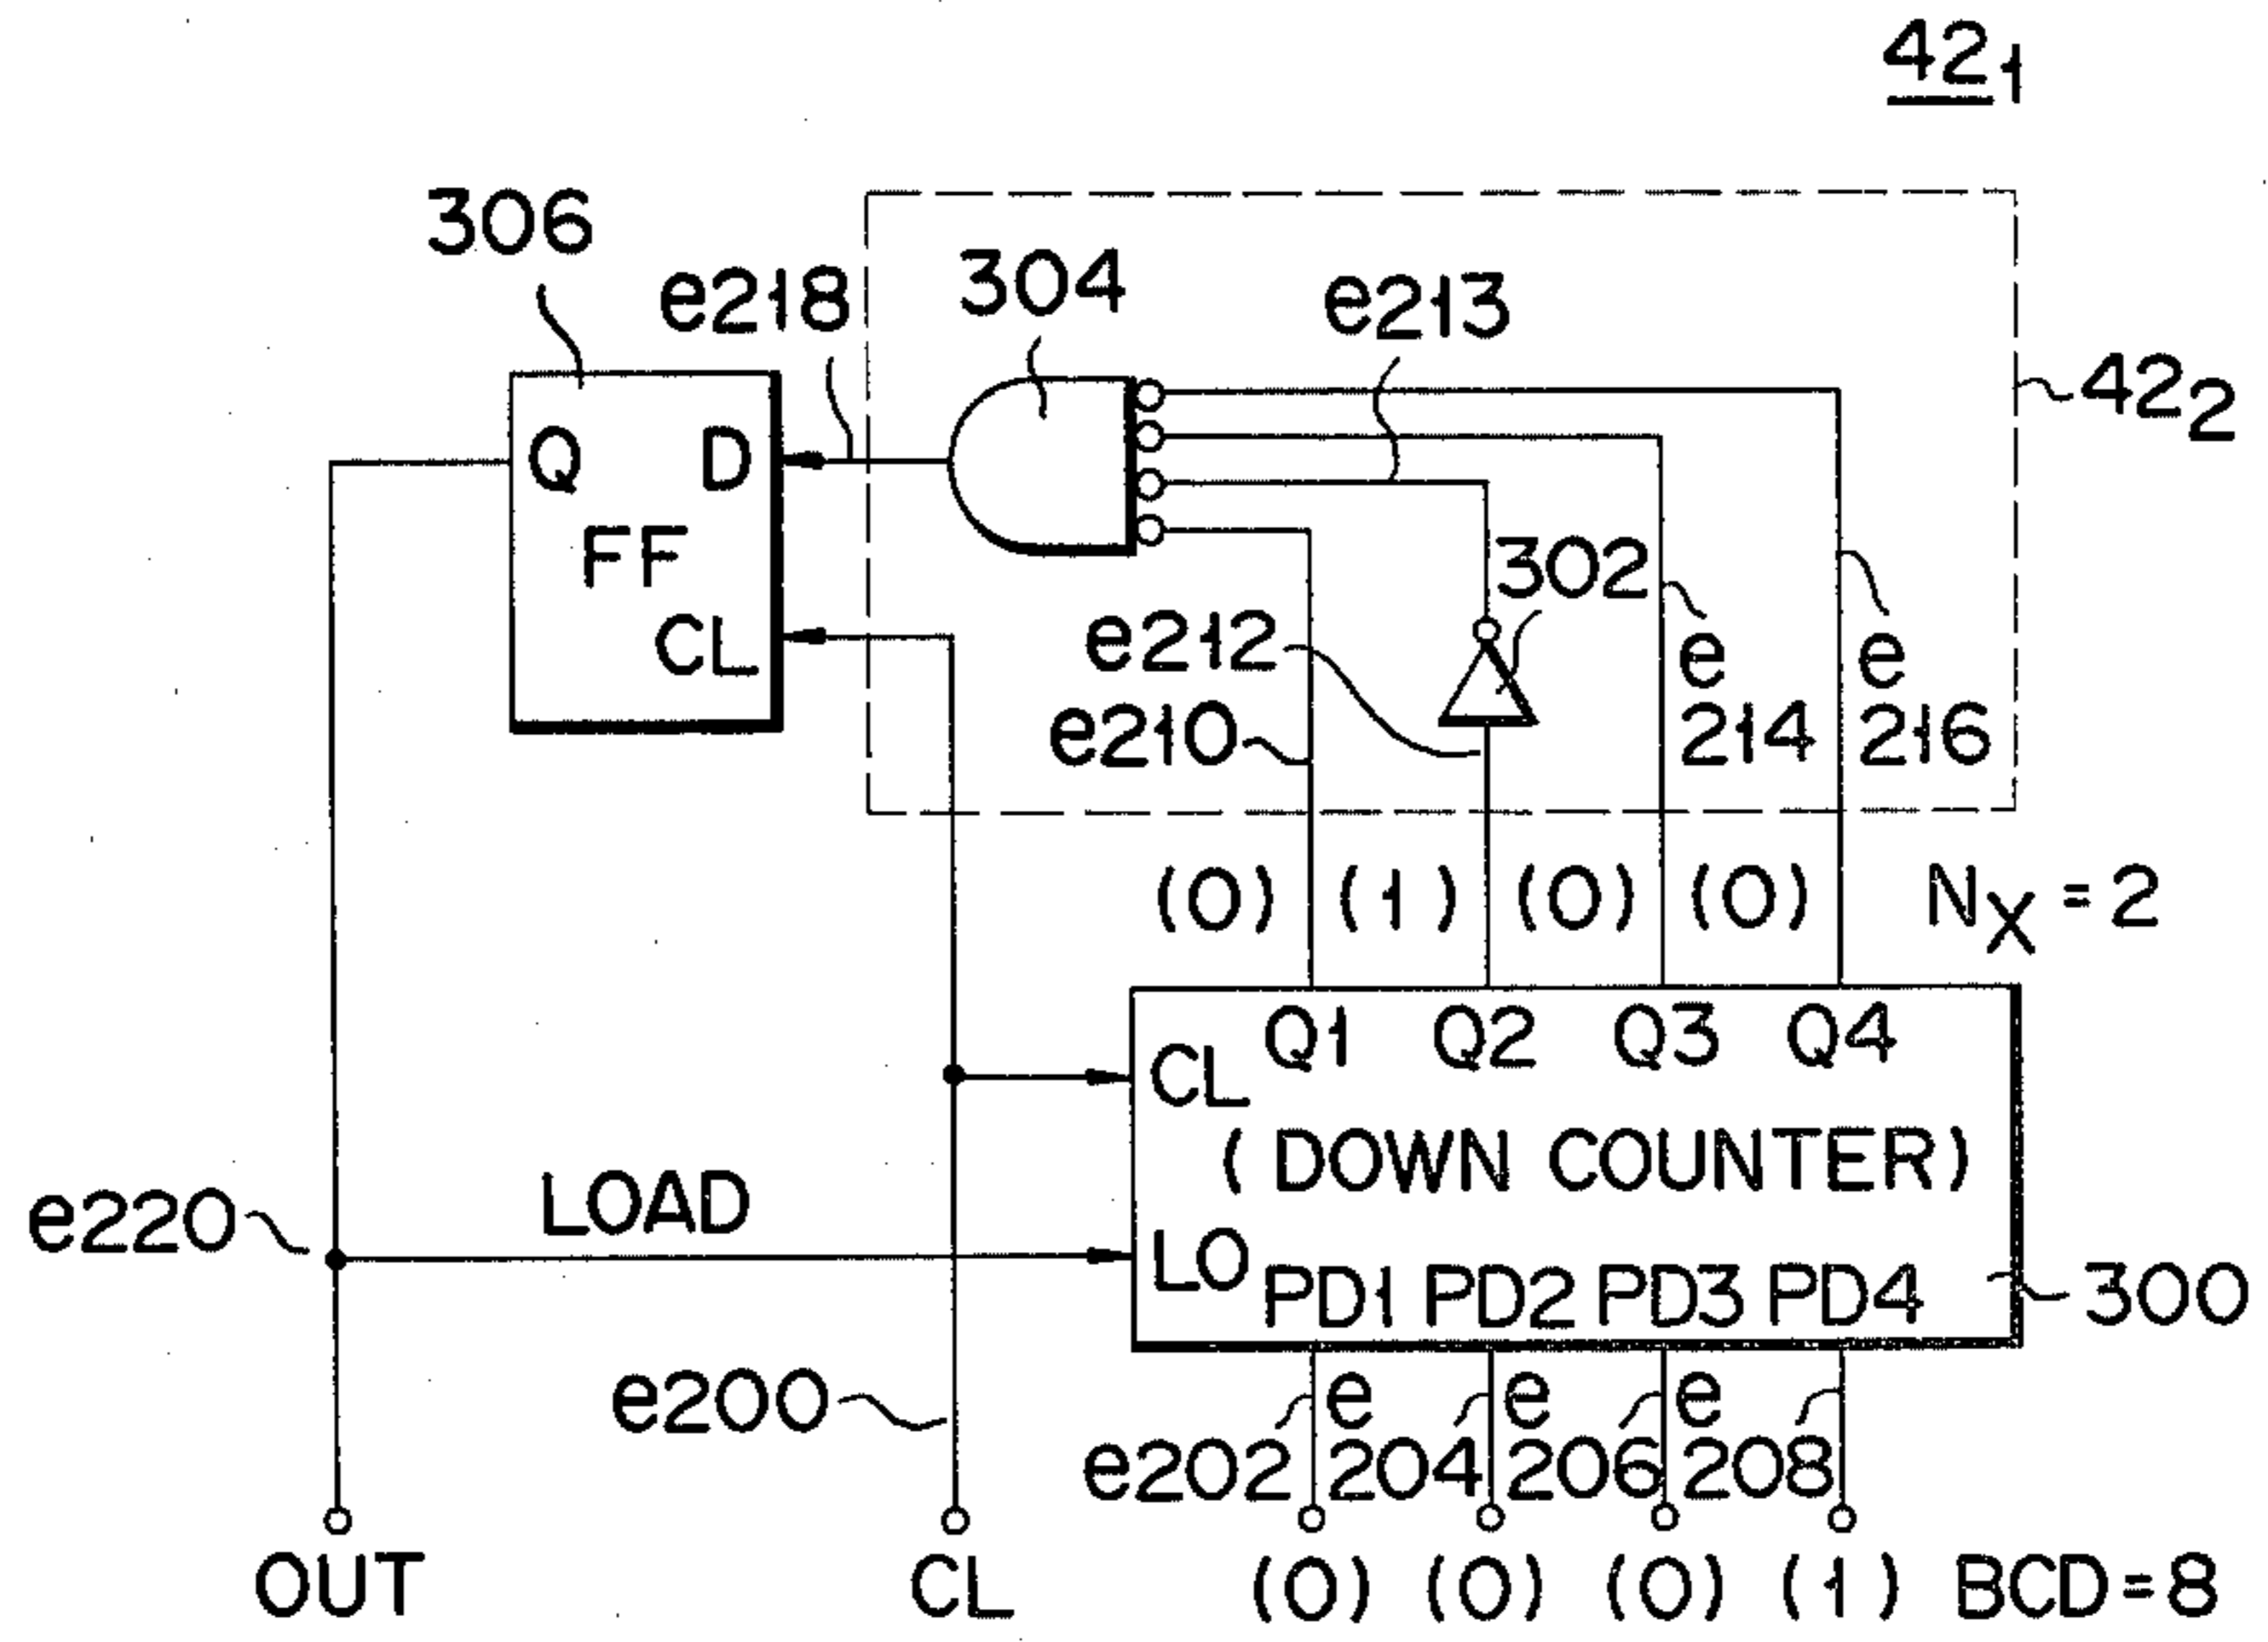 42₁
306
e218
304
e213
42₂
Q D
FF
CL
302
e212
e210
e
214
e
216
(0) (1) (0) (0) Nx = 2
Q1 Q2 Q3 Q4
CL
(DOWN COUNTER)
LOAD
e220
LO
PD1 PD2 PD3 PD4
300
e200
e202
e
204
e
206
e
208
OUT
CL
(0) (0) (0) (1) BCD = 8